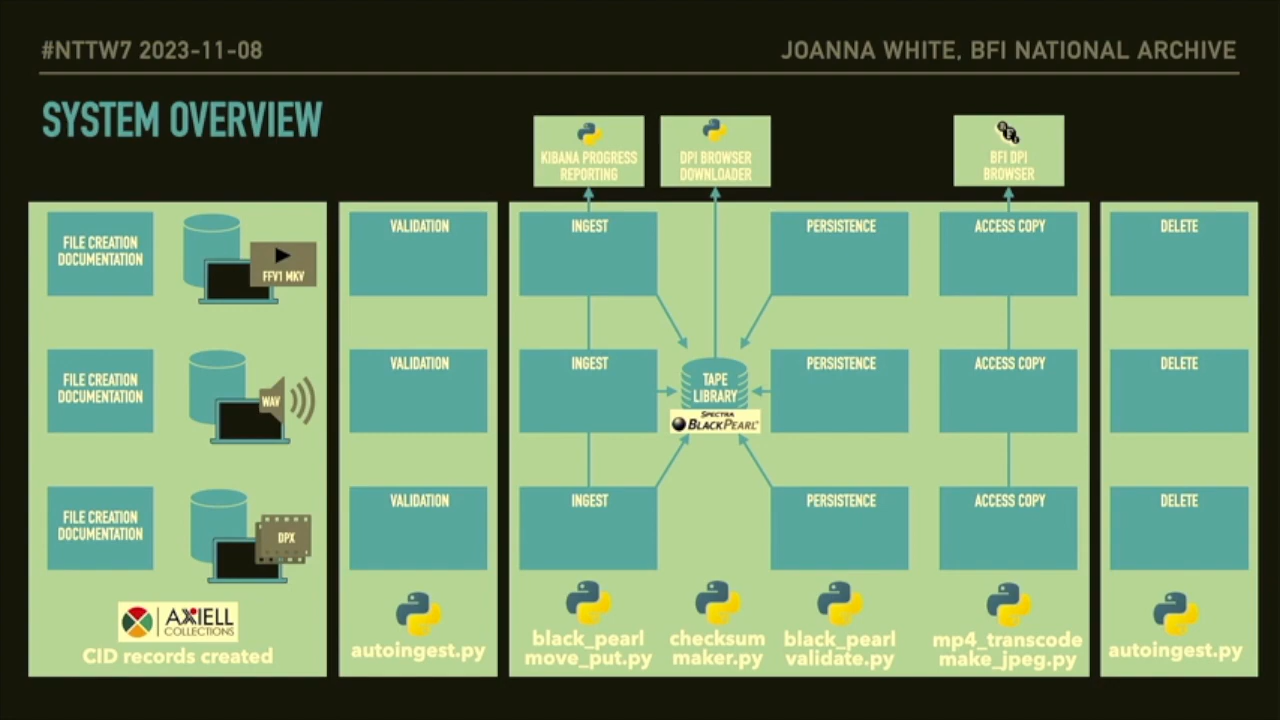 #NTTW7 2023-11-08
JOANNA WHITE, BFI NATIONAL ARCHIVE
SYSTEM OVERVIEW
KIBANA PROGRESS
REPORTING
DPI BROWSER
DOWNLOADER
BFI
BFI DPI
BROWSER
FILE CREATION
DOCUMENTATION
FFV1 MKV
VALIDATION
INGEST
PERSISTENCE
ACCESS COPY
DELETE
FILE CREATION
DOCUMENTATION
WAV
VALIDATION
INGEST
TAPE
LIBRARY
SPECTRA
BLACKPEARL
PERSISTENCE
ACCESS COPY
DELETE
FILE CREATION
DOCUMENTATION
DPX
VALIDATION
INGEST
PERSISTENCE
ACCESS COPY
DELETE
AXIELL
COLLECTIONS
CID records created
autoingest.py
black_pearl
move_put.py
checksum
maker.py
black_pearl
validate.py
mp4_transcode
make_jpeg.py
autoingest.py